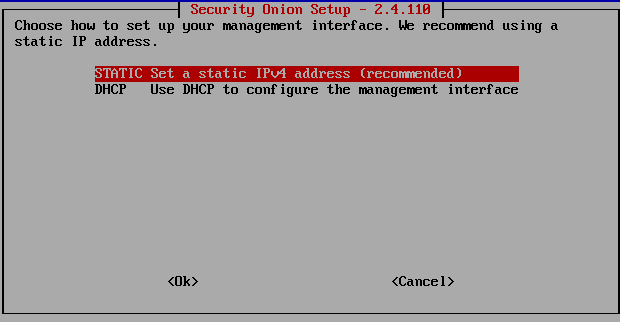 Security Onion Setup - 2.4.110
Choose how to set up your management interface. We recommend using a
static IP address.
STATIC Set a static IPv4 address (recommended)
DHCP Use DHCP to configure the management interface
<Ok> <Cancel>